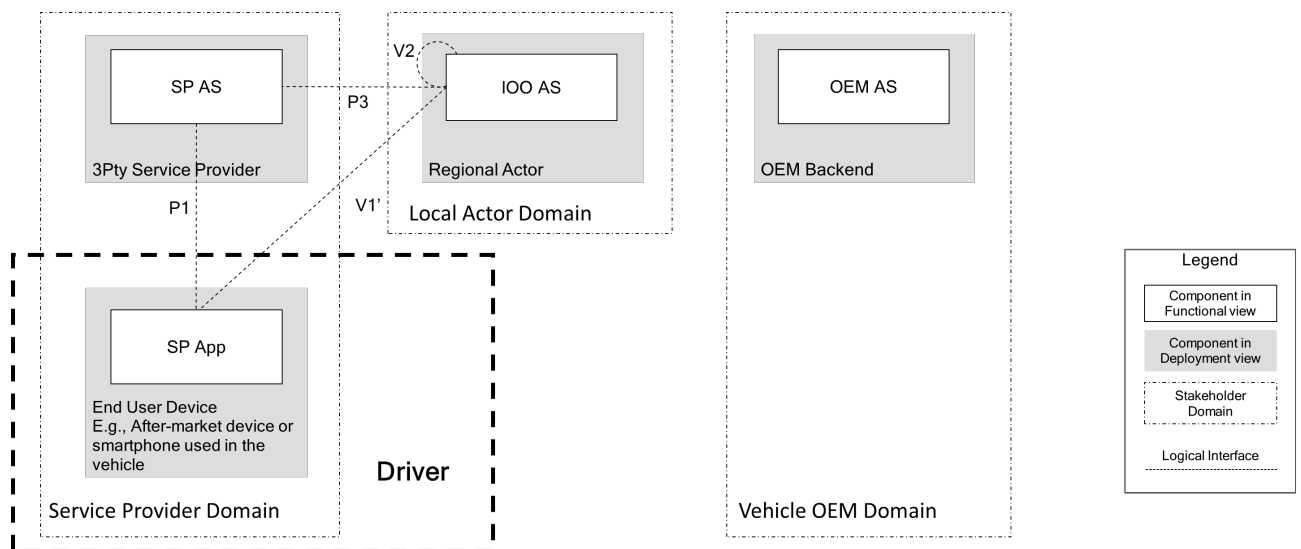 SP AS
3Pty Service Provider
V2
IOO AS
P3
Regional Actor
Local Actor Domain
OEM AS
OEM Backend
P1
V1’
SP App
End User Device
E.g., After-market device or
smartphone used in the
vehicle
Driver
Service Provider Domain
Vehicle OEM Domain
Legend
Component in
Functional view
Component in
Deployment view
Stakeholder
Domain
Logical Interface